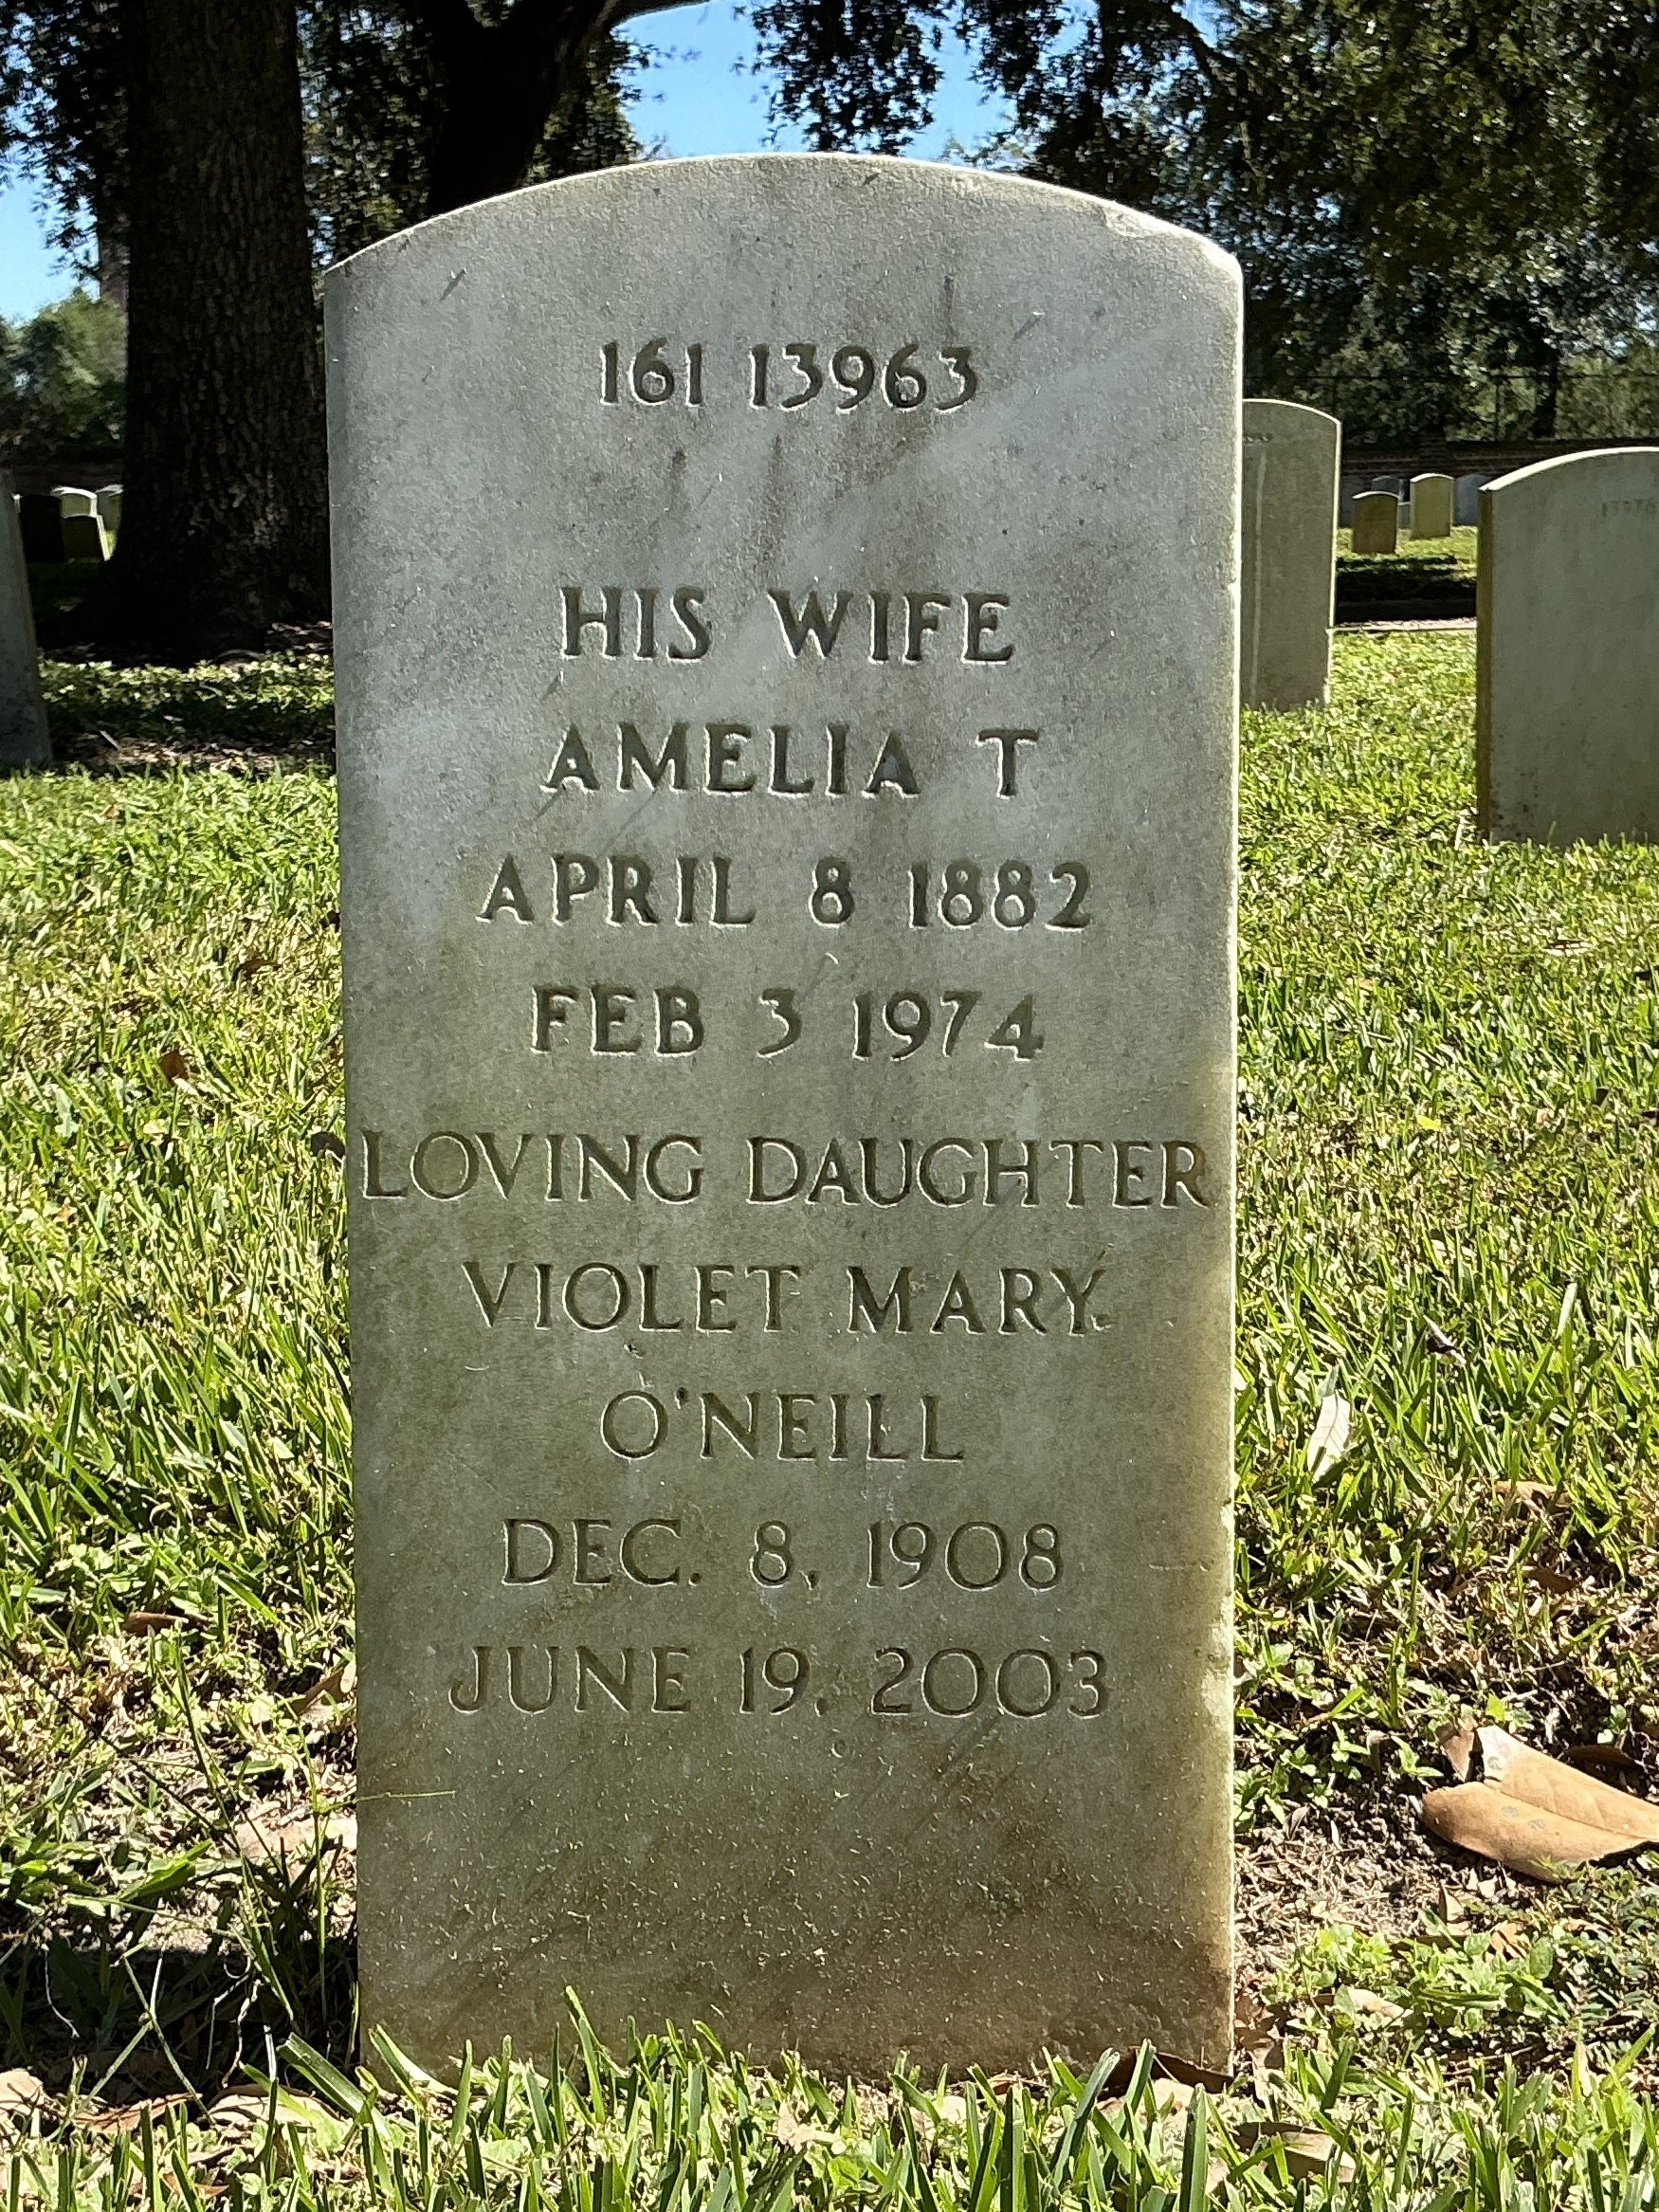 161 13963
HIS WIFE
AMELIA T
APRIL 8 1882
FEB 3 1974
LOVING DAUGHTER
VIOLET MARY
O'NEILL
DEC. 8, 1908
JUNE 19, 2003